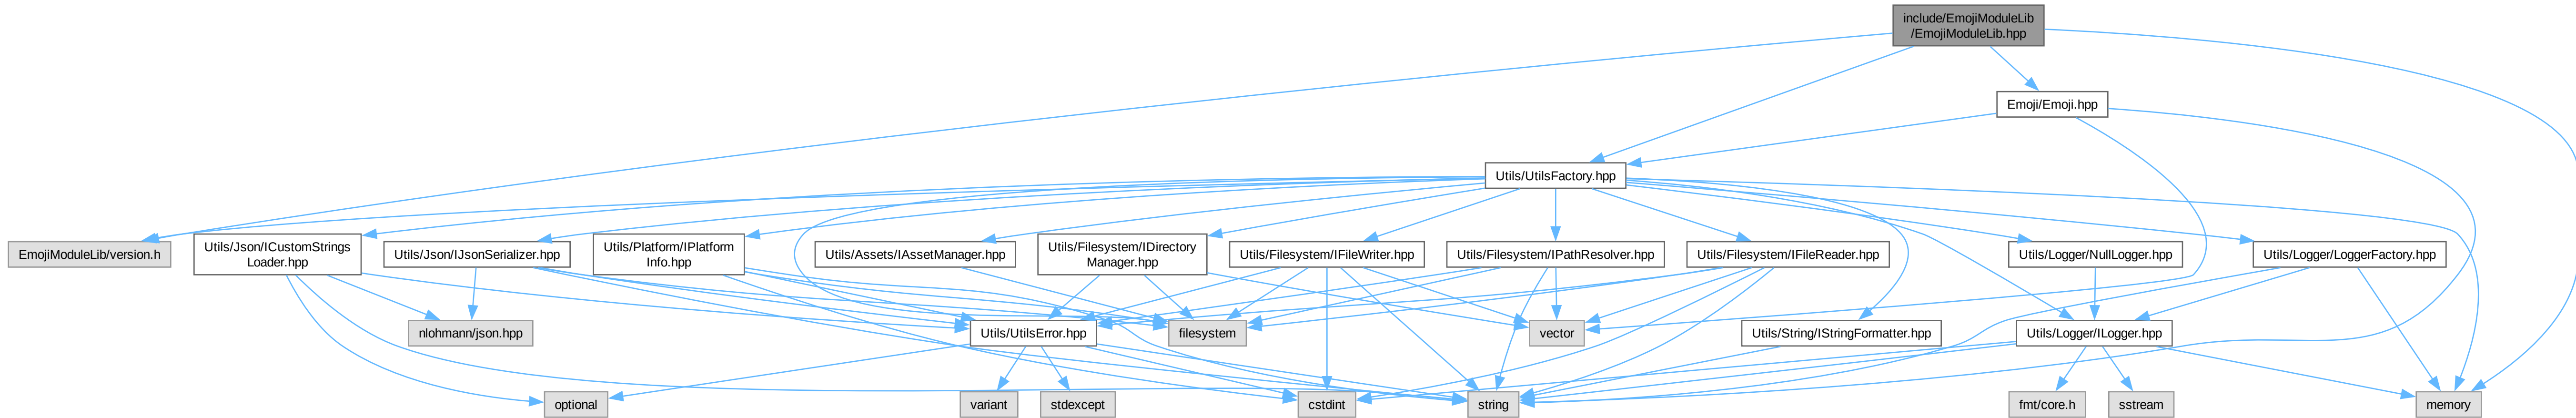 include/EmojiModuleLib
/EmojiModuleLib.hpp
Emoji/Emoji.hpp
Utils/UtilsFactory.hpp
EmojiModuleLib/version.h
Utils/Json/ICustomStrings
Loader.hpp
Utils/Json/IJsonSerializer.hpp
Utils/Platform/IPlatform
Info.hpp
Utils/Assets/IAssetManager.hpp
Utils/Filesystem/IDirectory
Manager.hpp
Utils/Filesystem/IFileWriter.hpp
Utils/Filesystem/IPathResolver.hpp
Utils/Filesystem/IFileReader.hpp
Utils/Logger/NullLogger.hpp
Utils/Logger/LoggerFactory.hpp
nlohmann/json.hpp
Utils/UtilsError.hpp
filesystem
vector
Utils/String/IStringFormatter.hpp
Utils/Logger/ILogger.hpp
optional
variant
stdexcept
cstdint
string
fmt/core.h
sstream
memory